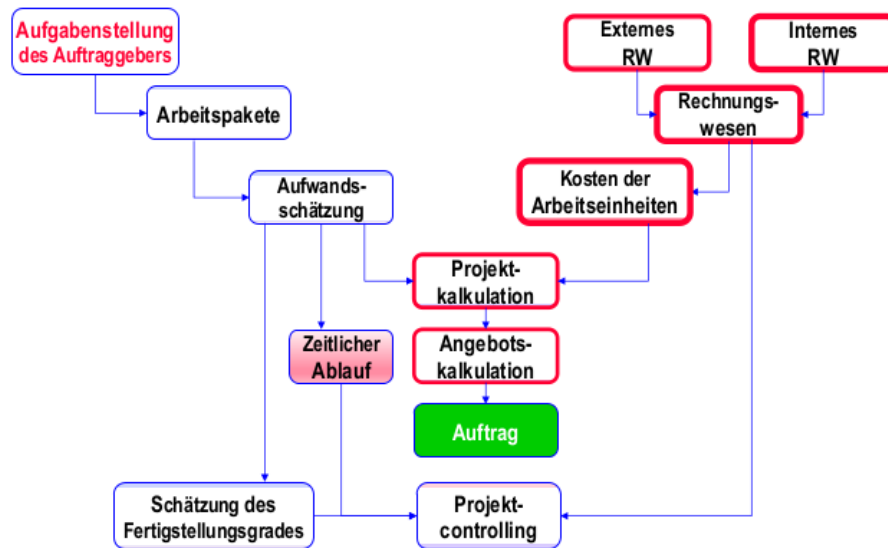 Aufgabenstellung
des Auftraggebers
Externes
RW
Internes
RW
Arbeitspakete
Rechnungs-
wesen
Aufwands-
schätzung
Kosten der
Arbeitseinheiten
Projekt-
kalkulation
Zeitlicher
Ablauf
Angebots-
kalkulation
Auftrag
Schätzung des
Fertigstellungsgrades
Projekt-
controlling